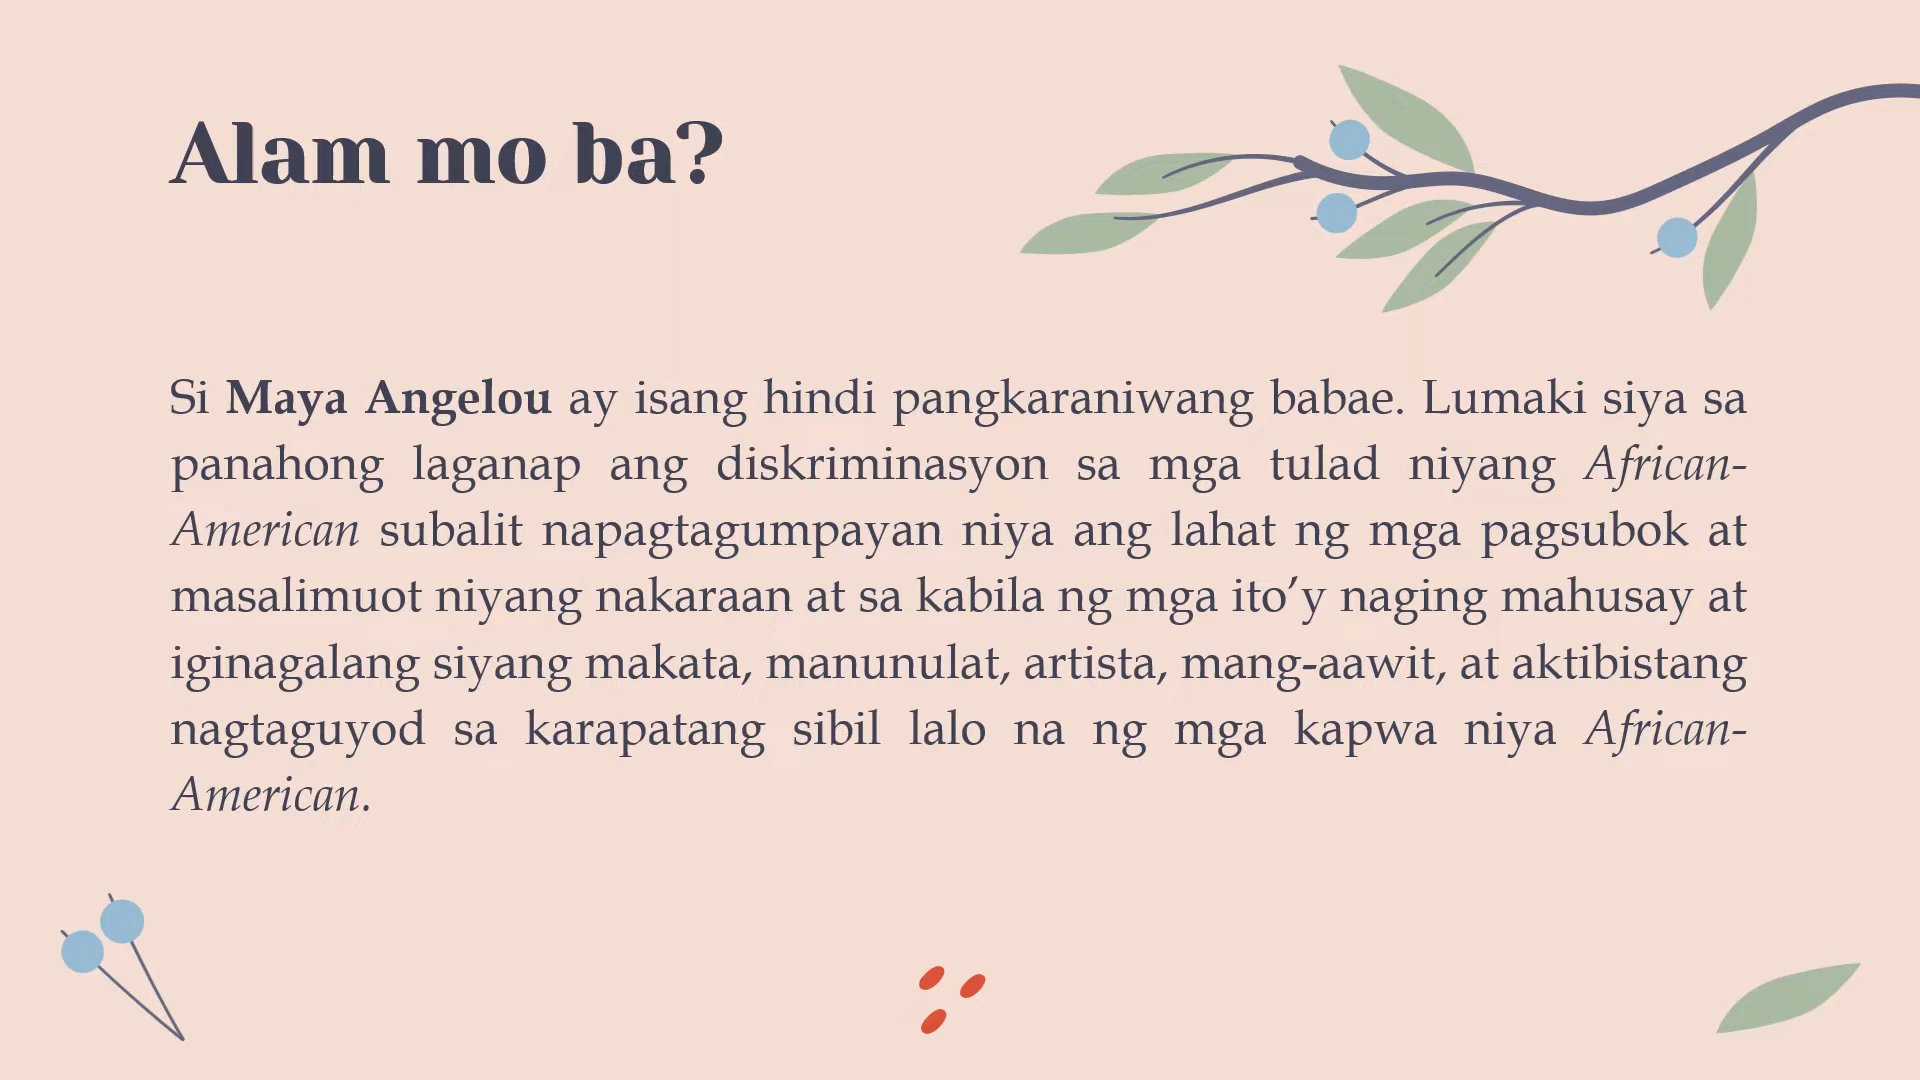 Alam mo ba?
Si Maya Angelou ay isang hindi pangkaraniwang babae. Lumaki siya sa
panahong laganap ang diskriminasyon sa mga tulad niyang African-
American subalit napagtagumpayan niya ang lahat ng mga pagsubok at
masalimuot niyang nakaraan at sa kabila ng mga ito’y naging mahusay at
iginagalang siyang makata, manunulat, artista, mang-aawit, at aktibistang
nagtaguyod sa karapatang sibil lalo na ng mga kapwa niya African-
American.